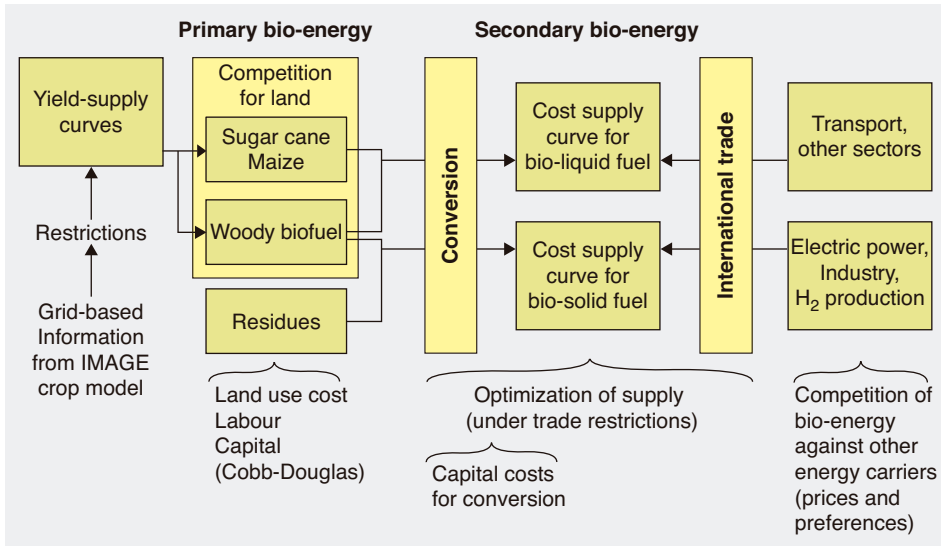 Primary bio-energy
Secondary bio-energy
Yield-supply
curves
Restrictions
Grid-based
Information
from IMAGE
crop model
Competition
for land
Sugar cane
Maize
Woody biofuel
Residues
Land use cost
Labour
Capital
(Cobb-Douglas)
Conversion
Cost supply
curve for
bio-liquid fuel
Cost supply
curve for
bio-solid fuel
Optimization of supply
(under trade restrictions)
Capital costs
for conversion
International trade
Transport,
other sectors
Electric power,
Industry,
H₂ production
Competition of
bio-energy
against other
energy carriers
(prices and
preferences)